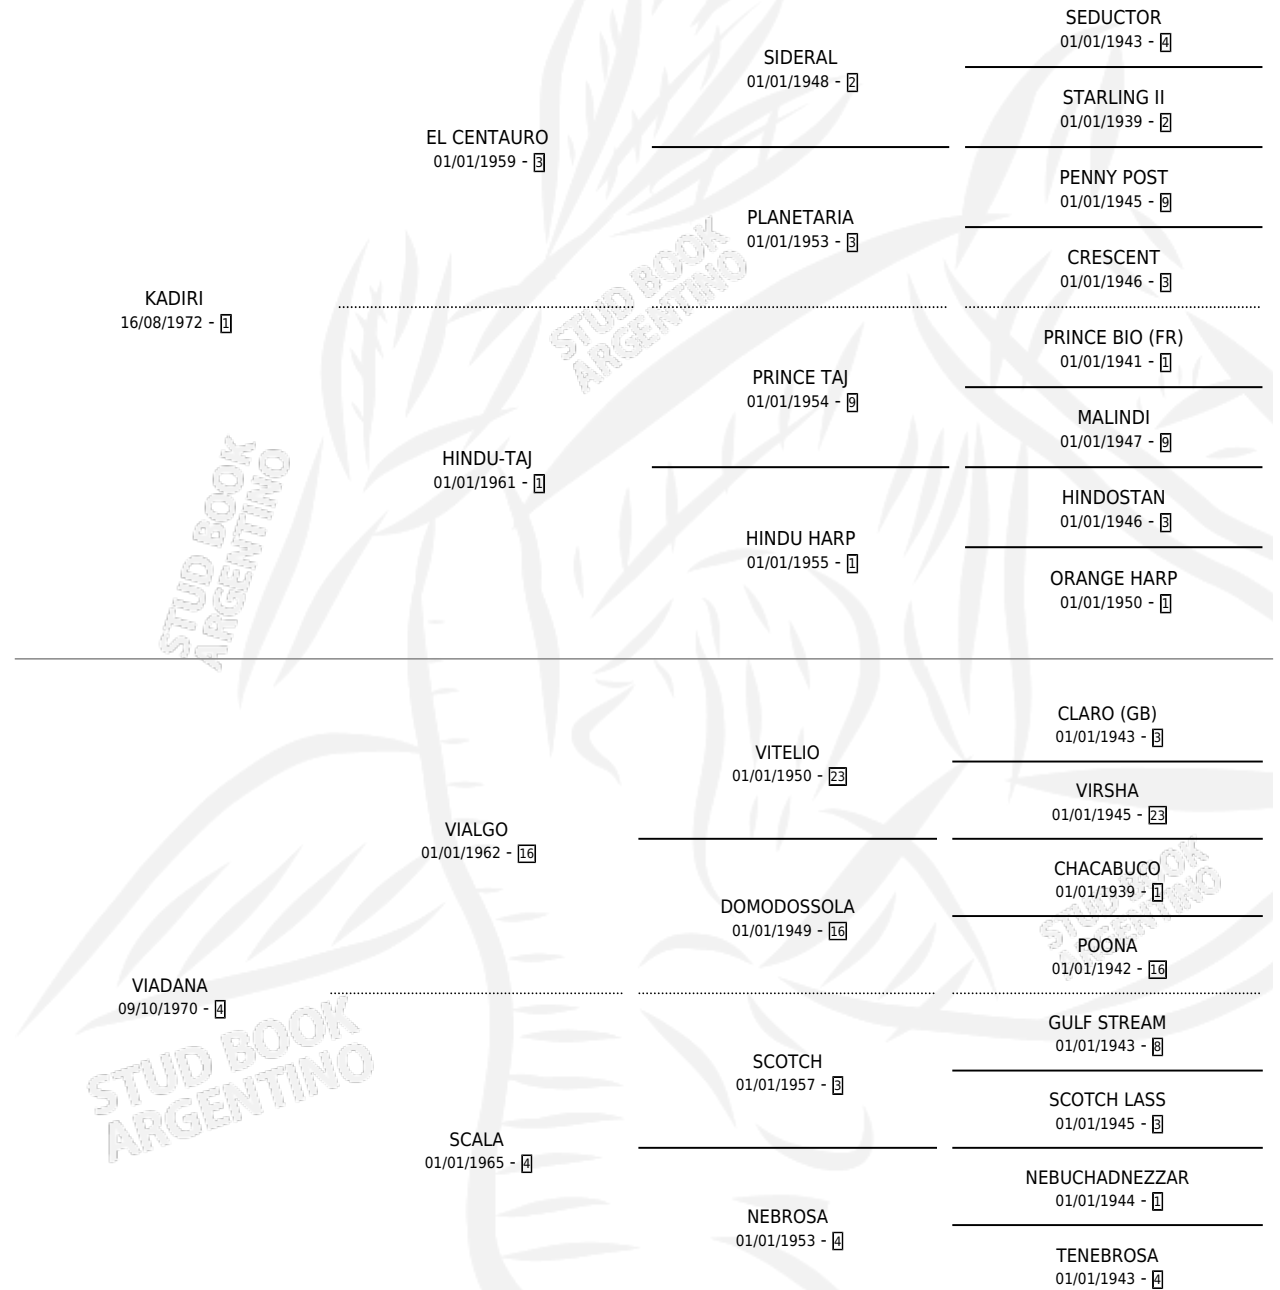 SEDUCTOR
01/01/1943 - 4
SIDERAL
01/01/1948 - 2
STARLING II
01/01/1939 - 2
EL CENTAURO
01/01/1959 - 3
PENNY POST
01/01/1945 - 9
PLANETARIA
01/01/1953 - 3
CRESCENT
01/01/1946 - 3
KADIRI
16/08/1972 - 1
PRINCE BIO (FR)
01/01/1941 - 1
PRINCE TAJ
01/01/1954 - 9
MALINDI
01/01/1947 - 9
HINDU-TAJ
01/01/1961 - 1
HINDOSTAN
01/01/1946 - 3
HINDU HARP
01/01/1955 - 1
ORANGE HARP
01/01/1950 - 1
CLARO (GB)
01/01/1943 - 3
VITELIO
01/01/1950 - 23
VIRSHA
01/01/1945 - 23
VIALGO
01/01/1962 - 16
CHACABUCO
01/01/1939 - 1
DOMODOSSOLA
01/01/1949 - 16
POONA
01/01/1942 - 16
VIADANA
09/10/1970 - 4
GULF STREAM
01/01/1943 - 8
SCOTCH
01/01/1957 - 3
SCOTCH LASS
01/01/1945 - 3
SCALA
01/01/1965 - 4
NEBUCHADNEZZAR
01/01/1944 - 1
NEBROSA
01/01/1953 - 4
TENEBROSA
01/01/1943 - 4
STUD BOOK
ARGENTINO
STUD BOOK
ARGENTINO
STUD BOOK
ARGENTINO
STUD BOOK
ARGENTINO